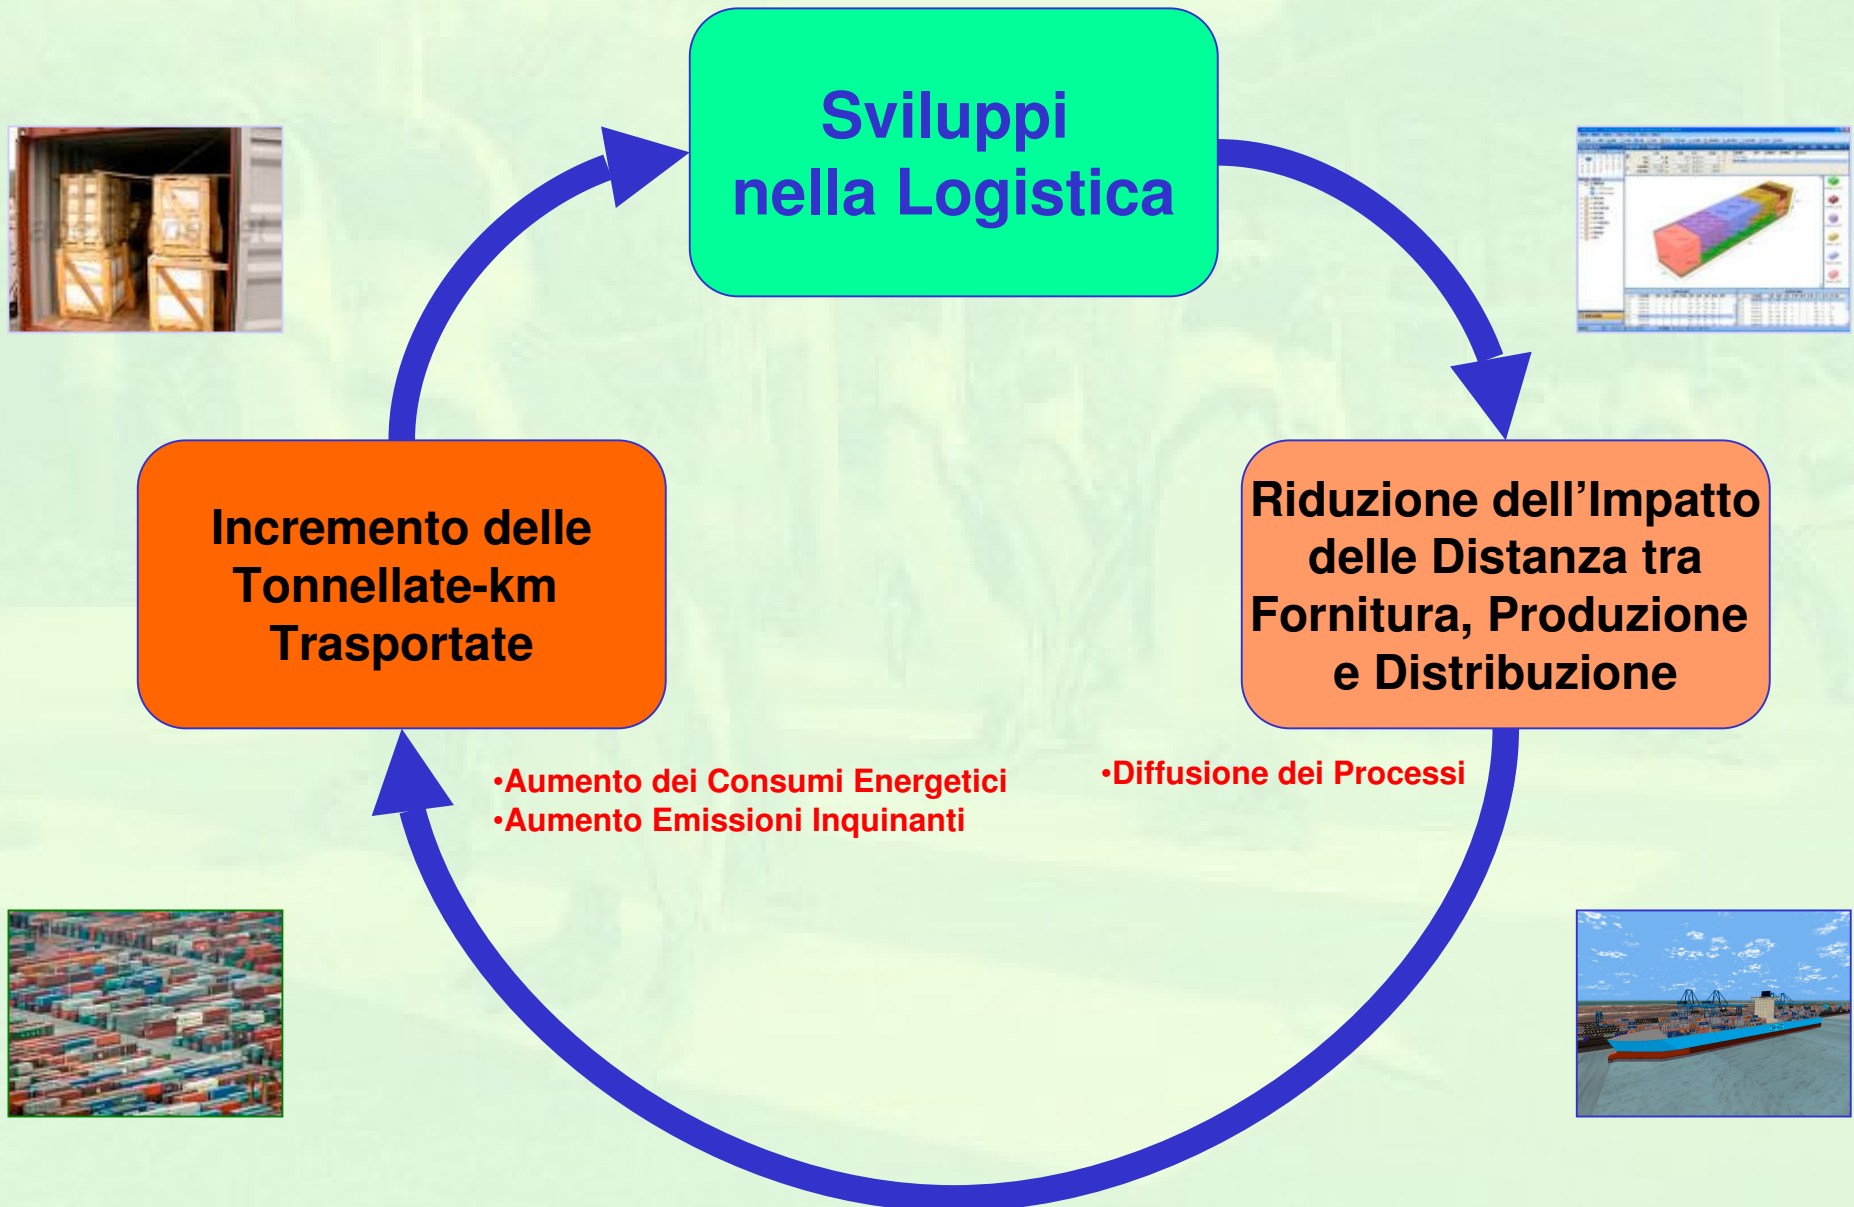 Sviluppi
nella Logistica
Incremento delle
Tonnellate-km
Trasportate
Riduzione dell’Impatto
delle Distanza tra
Fornitura, Produzione
e Distribuzione
•Aumento dei Consumi Energetici
•Aumento Emissioni Inquinanti
•Diffusione dei Processi